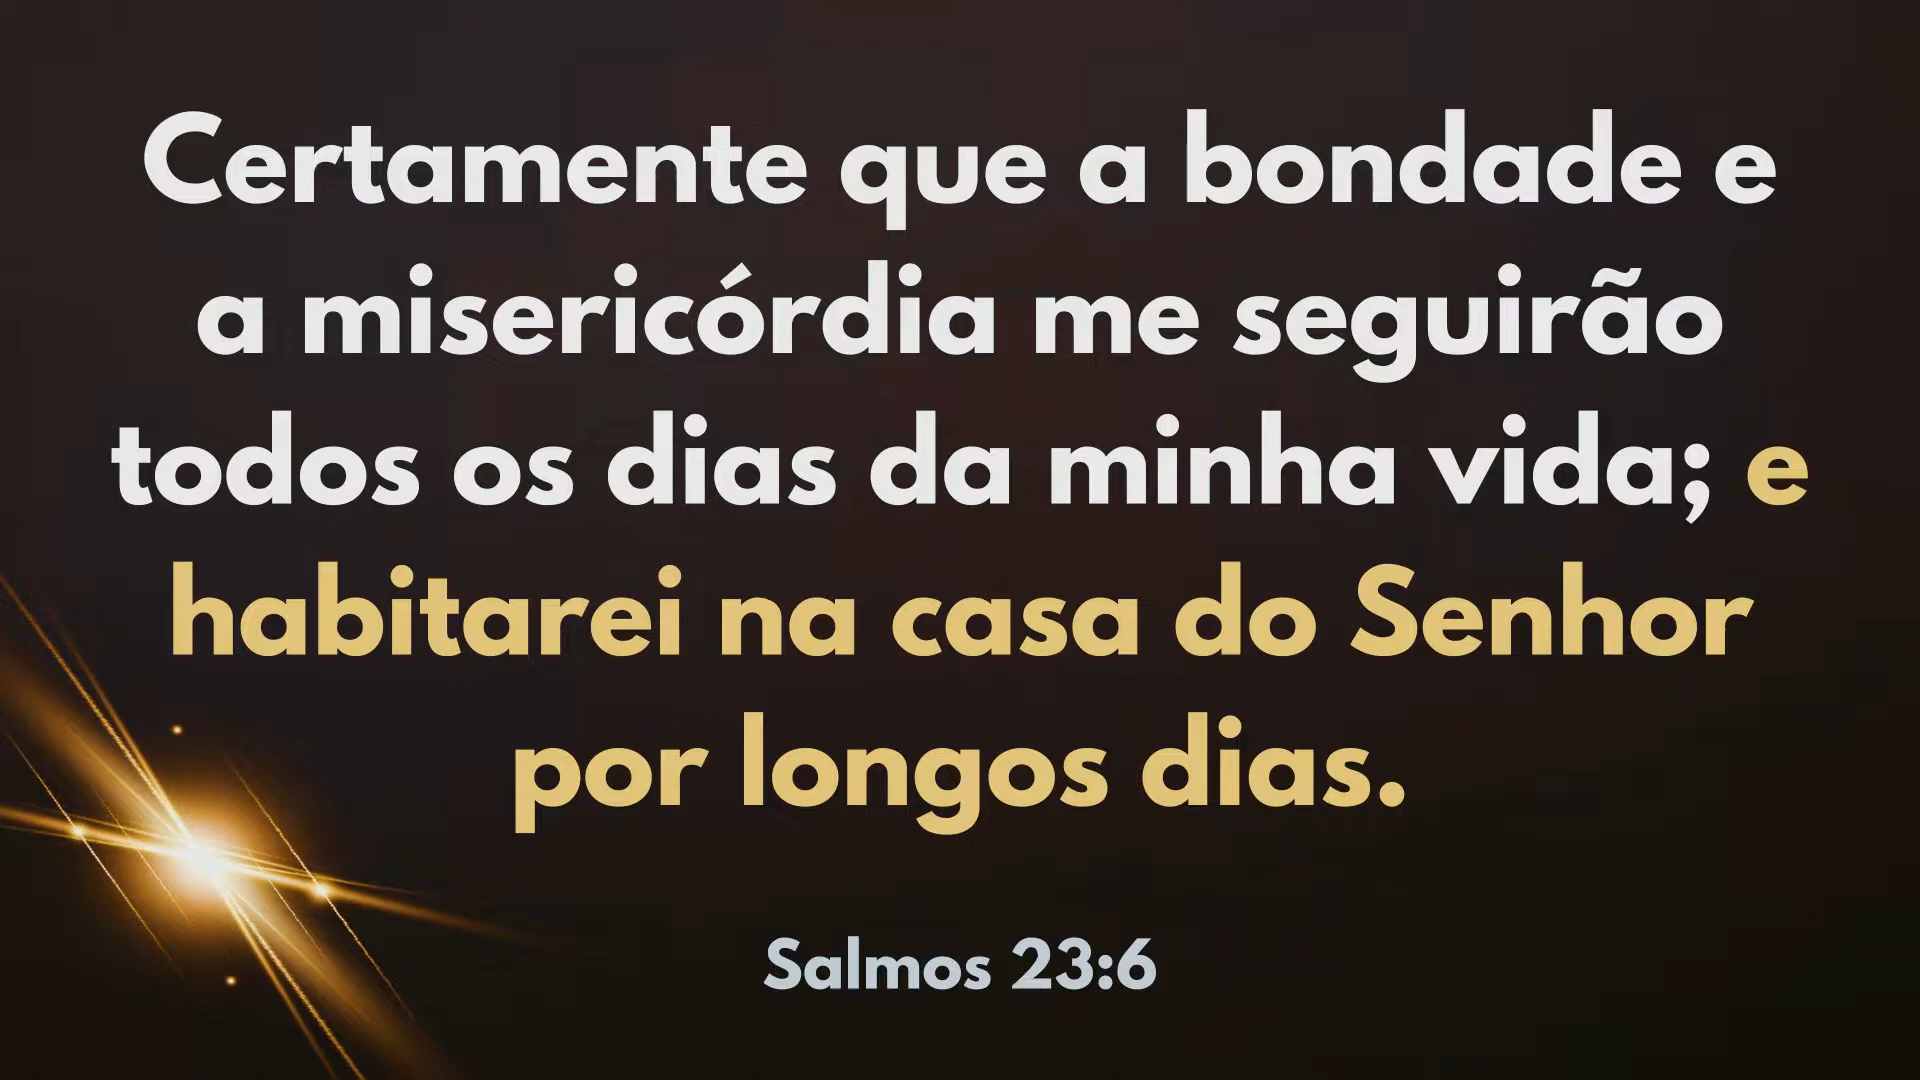 Certamente que a bondade e
a misericórdia me seguirão
todos os dias da minha vida; e
habitarei na casa do Senhor
por longos dias.
Salmos 23:6